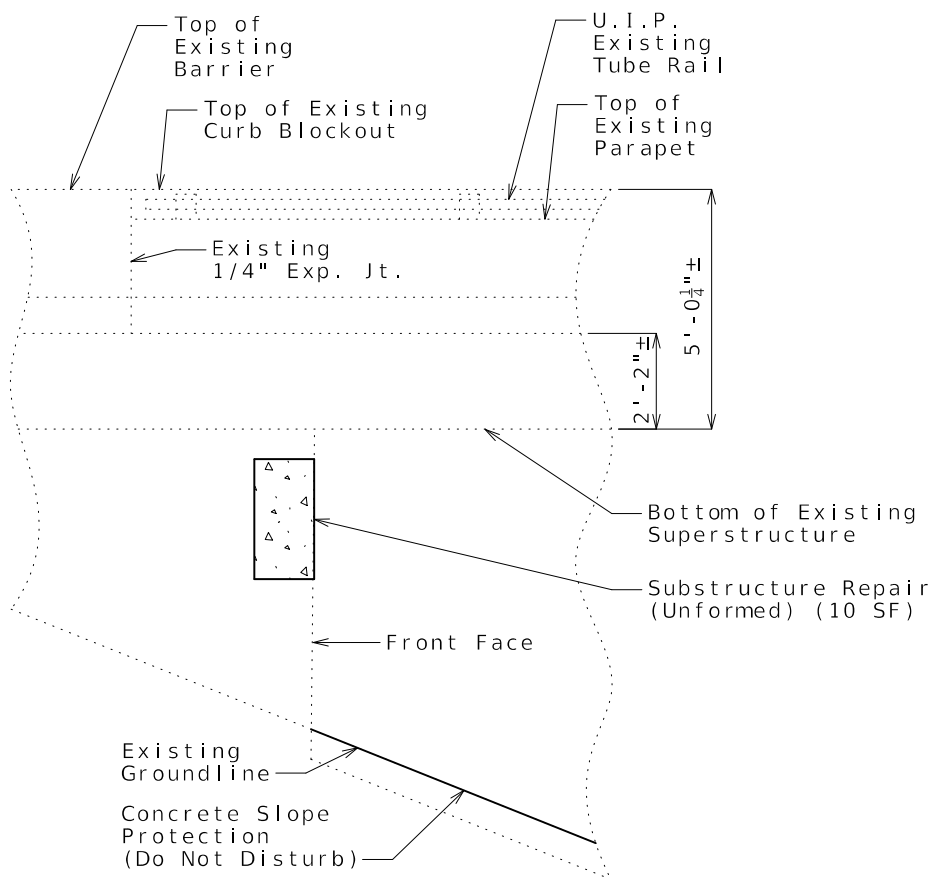 Top of
Existing
Barrier
U.I.P.
Existing
Tube Rail
Top of Existing
Curb Blockout
Top of
Existing
Parapet
Existing
1/4" Exp. Jt.
5'-0¼"±
2'-2"±
Bottom of Existing
Superstructure
Substructure Repair
(Unformed) (10 SF)
Front Face
Existing
Groundline
Concrete Slope
Protection
(Do Not Disturb)